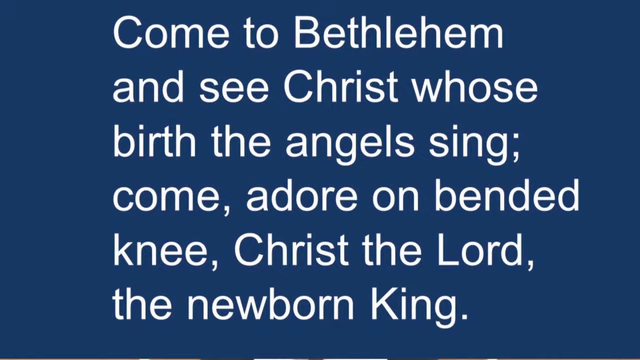 Come to Bethlehem
and see Christ whose
birth the angels sing;
come, adore on bended
knee, Christ the Lord,
the newborn King.